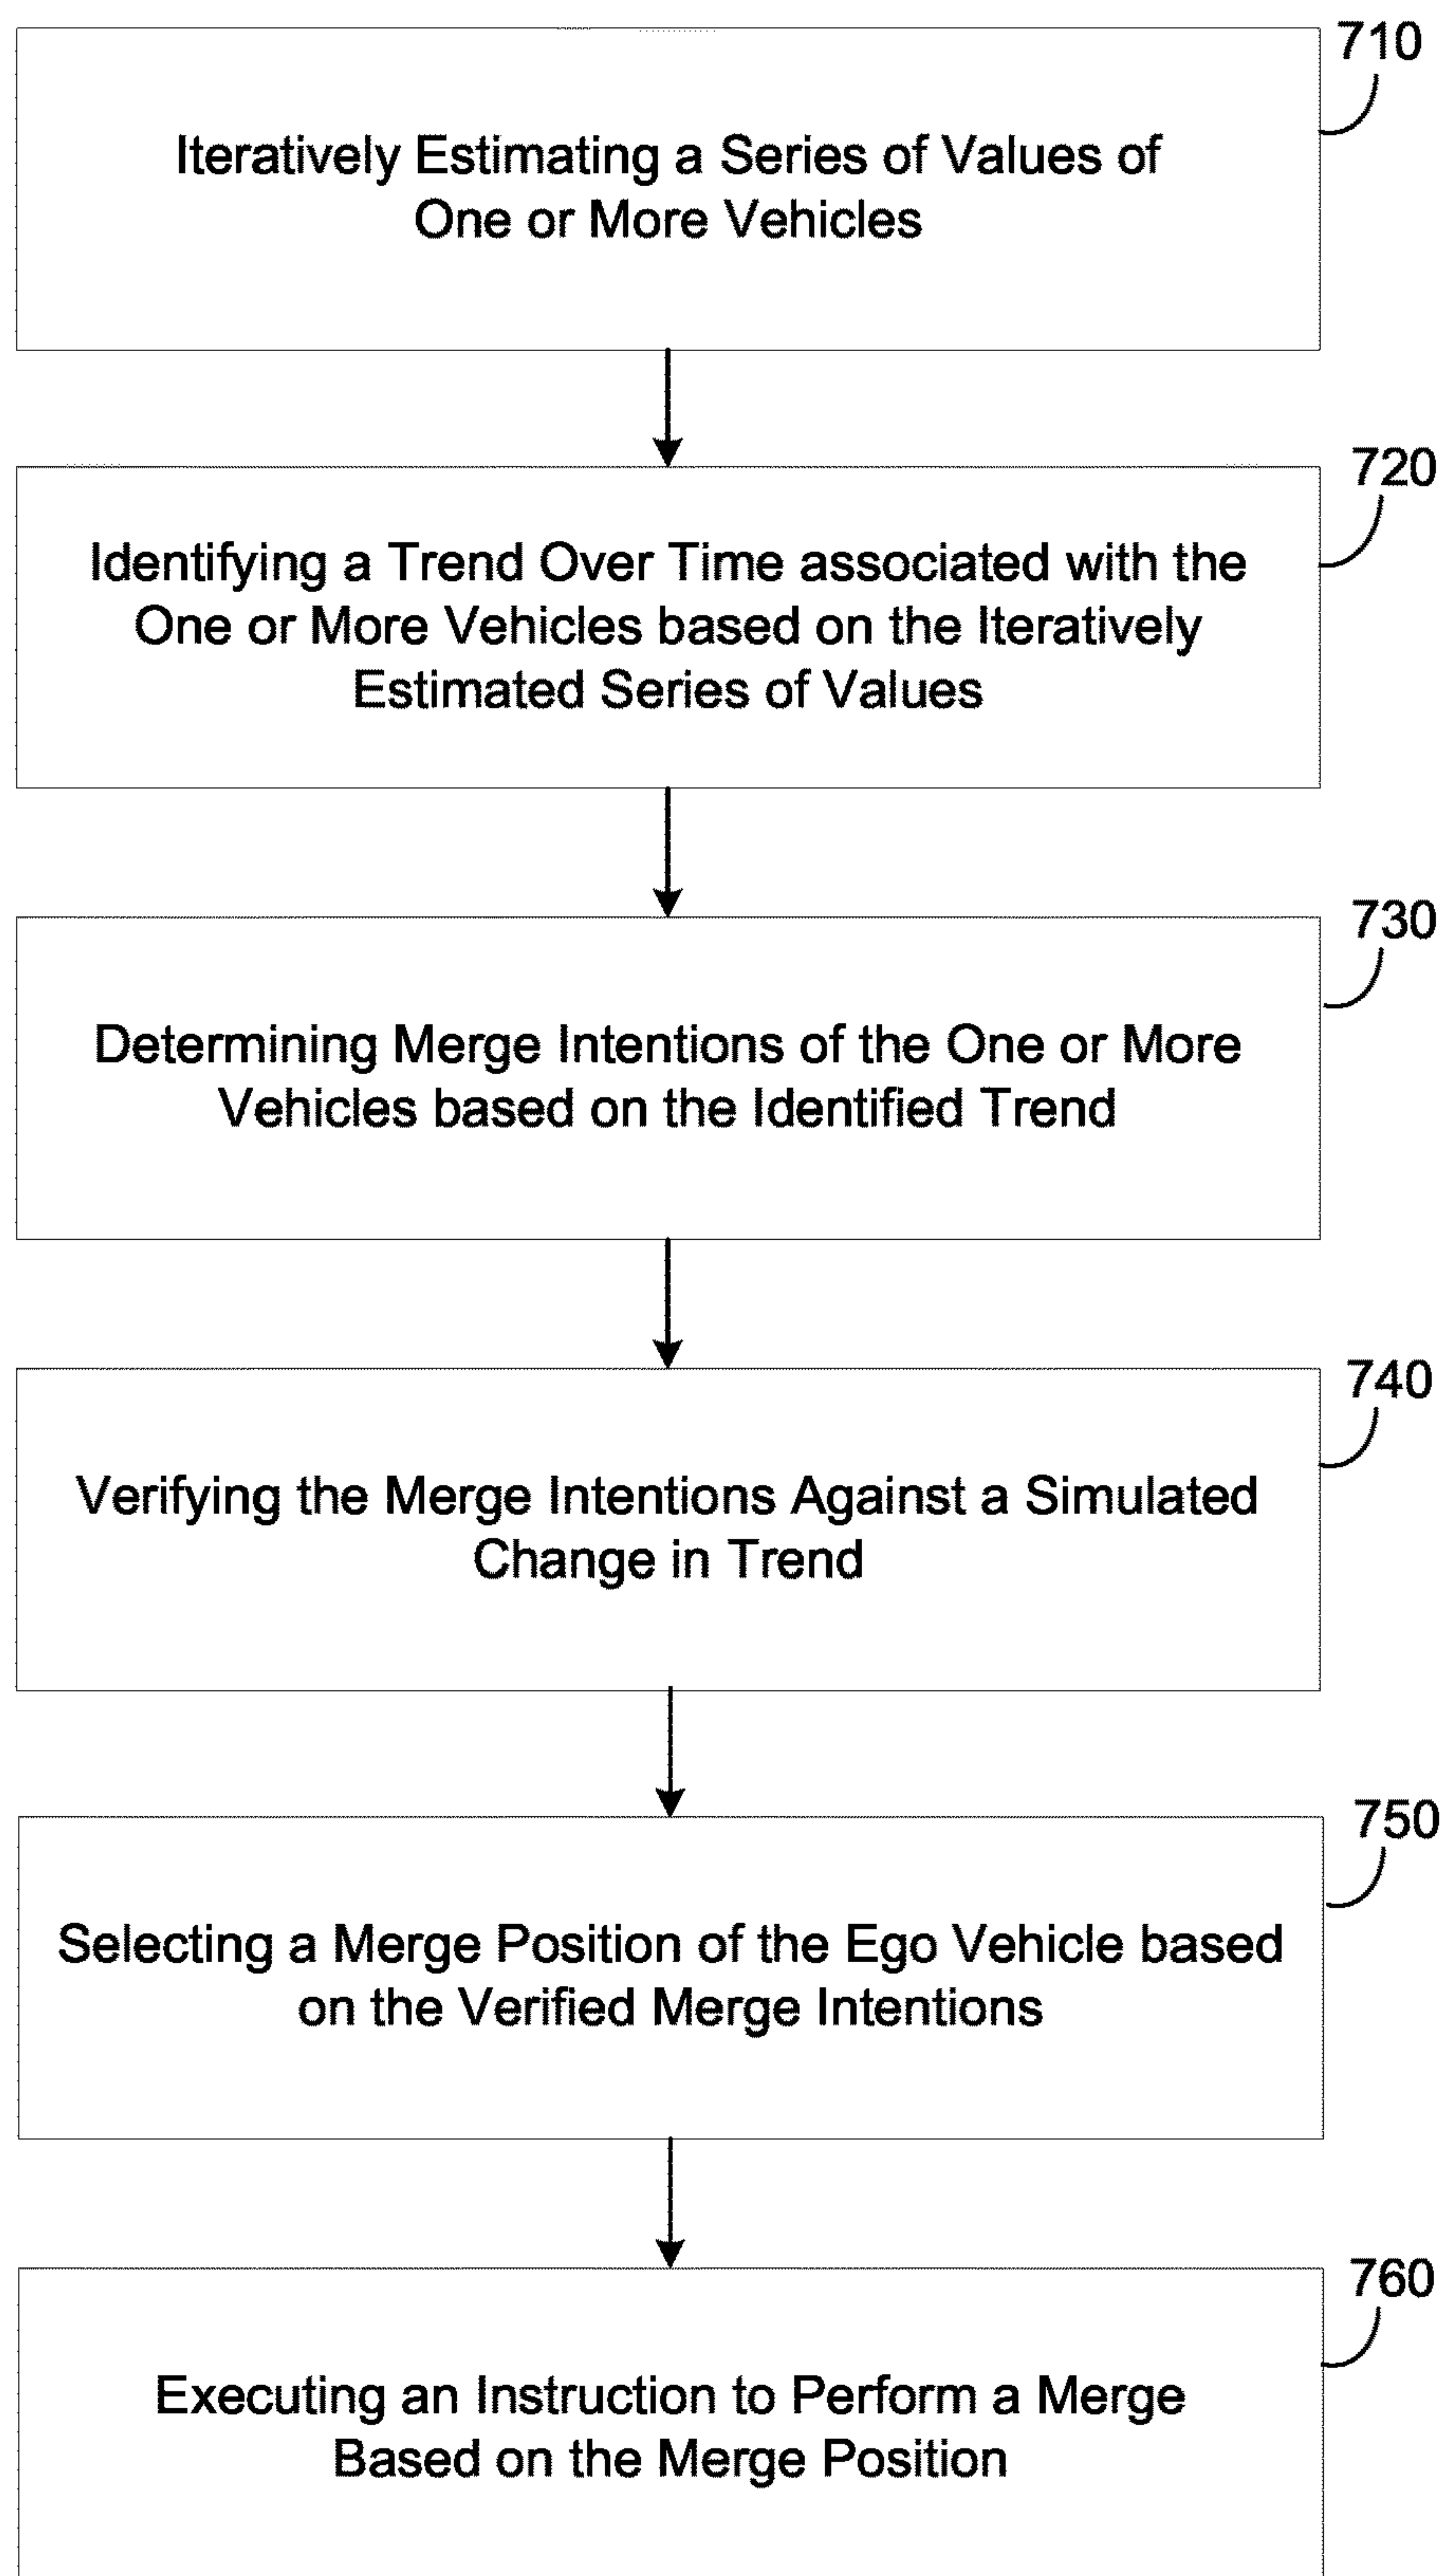 710
Iteratively Estimating a Series of Values of
One or More Vehicles
720
Identifying a Trend Over Time associated with the
One or More Vehicles based on the Iteratively
Estimated Series of Values
730
Determining Merge Intentions of the One or More
Vehicles based on the Identified Trend
740
Verifying the Merge Intentions Against a Simulated
Change in Trend
750
Selecting a Merge Position of the Ego Vehicle based
on the Verified Merge Intentions
760
Executing an Instruction to Perform a Merge
Based on the Merge Position